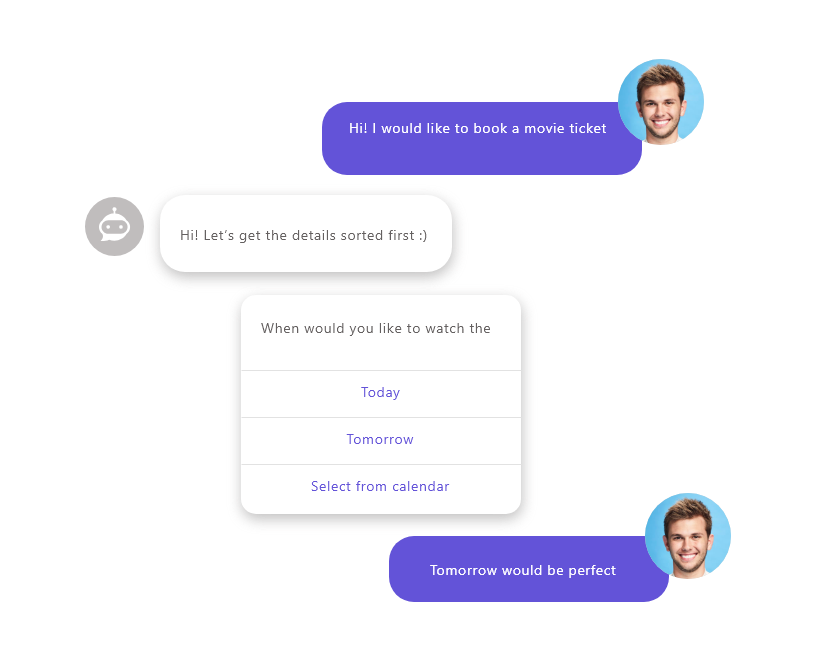 Hi! I would like to book a movie ticket
Hi! Let's get the details sorted first :)
When would you like to watch the
Today
Tomorrow
Select from calendar
Tomorrow would be perfect